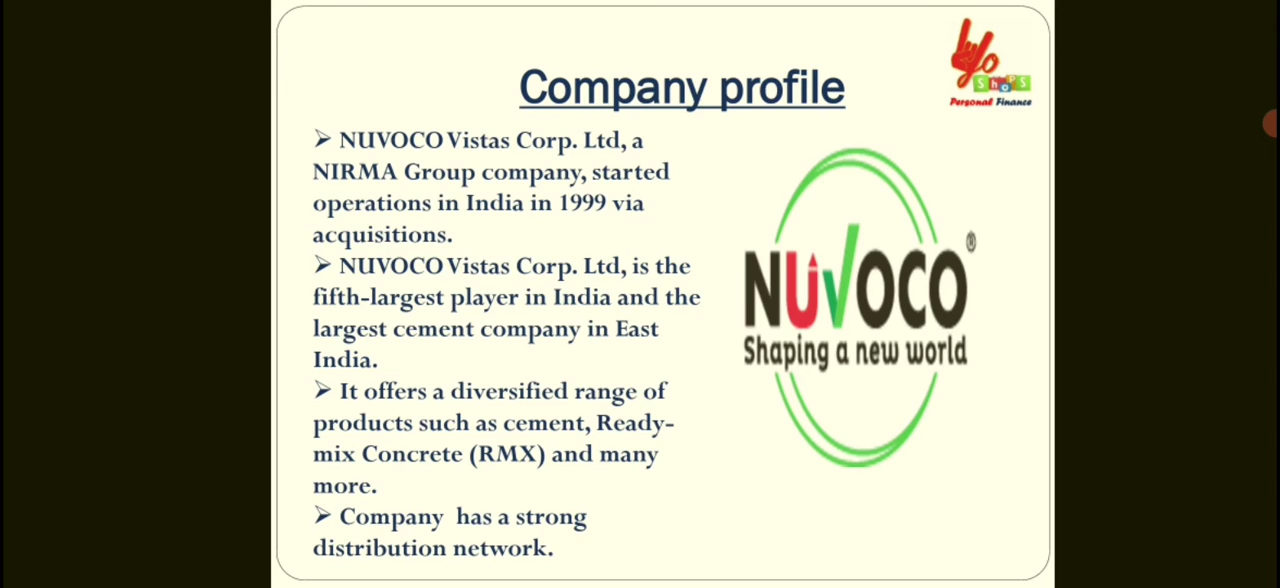 Yo
ShOPS
Personal Finance
Company profile
➢ NUVOCO Vistas Corp. Ltd, a
NIRMA Group company, started
operations in India in 1999 via
acquisitions.
➢ NUVOCO Vistas Corp. Ltd, is the
fifth-largest player in India and the
largest cement company in East
India.
➢ It offers a diversified range of
products such as cement, Ready-
mix Concrete (RMX) and many
more.
➢ Company has a strong
distribution network.
NUVOCO®
Shaping a new world